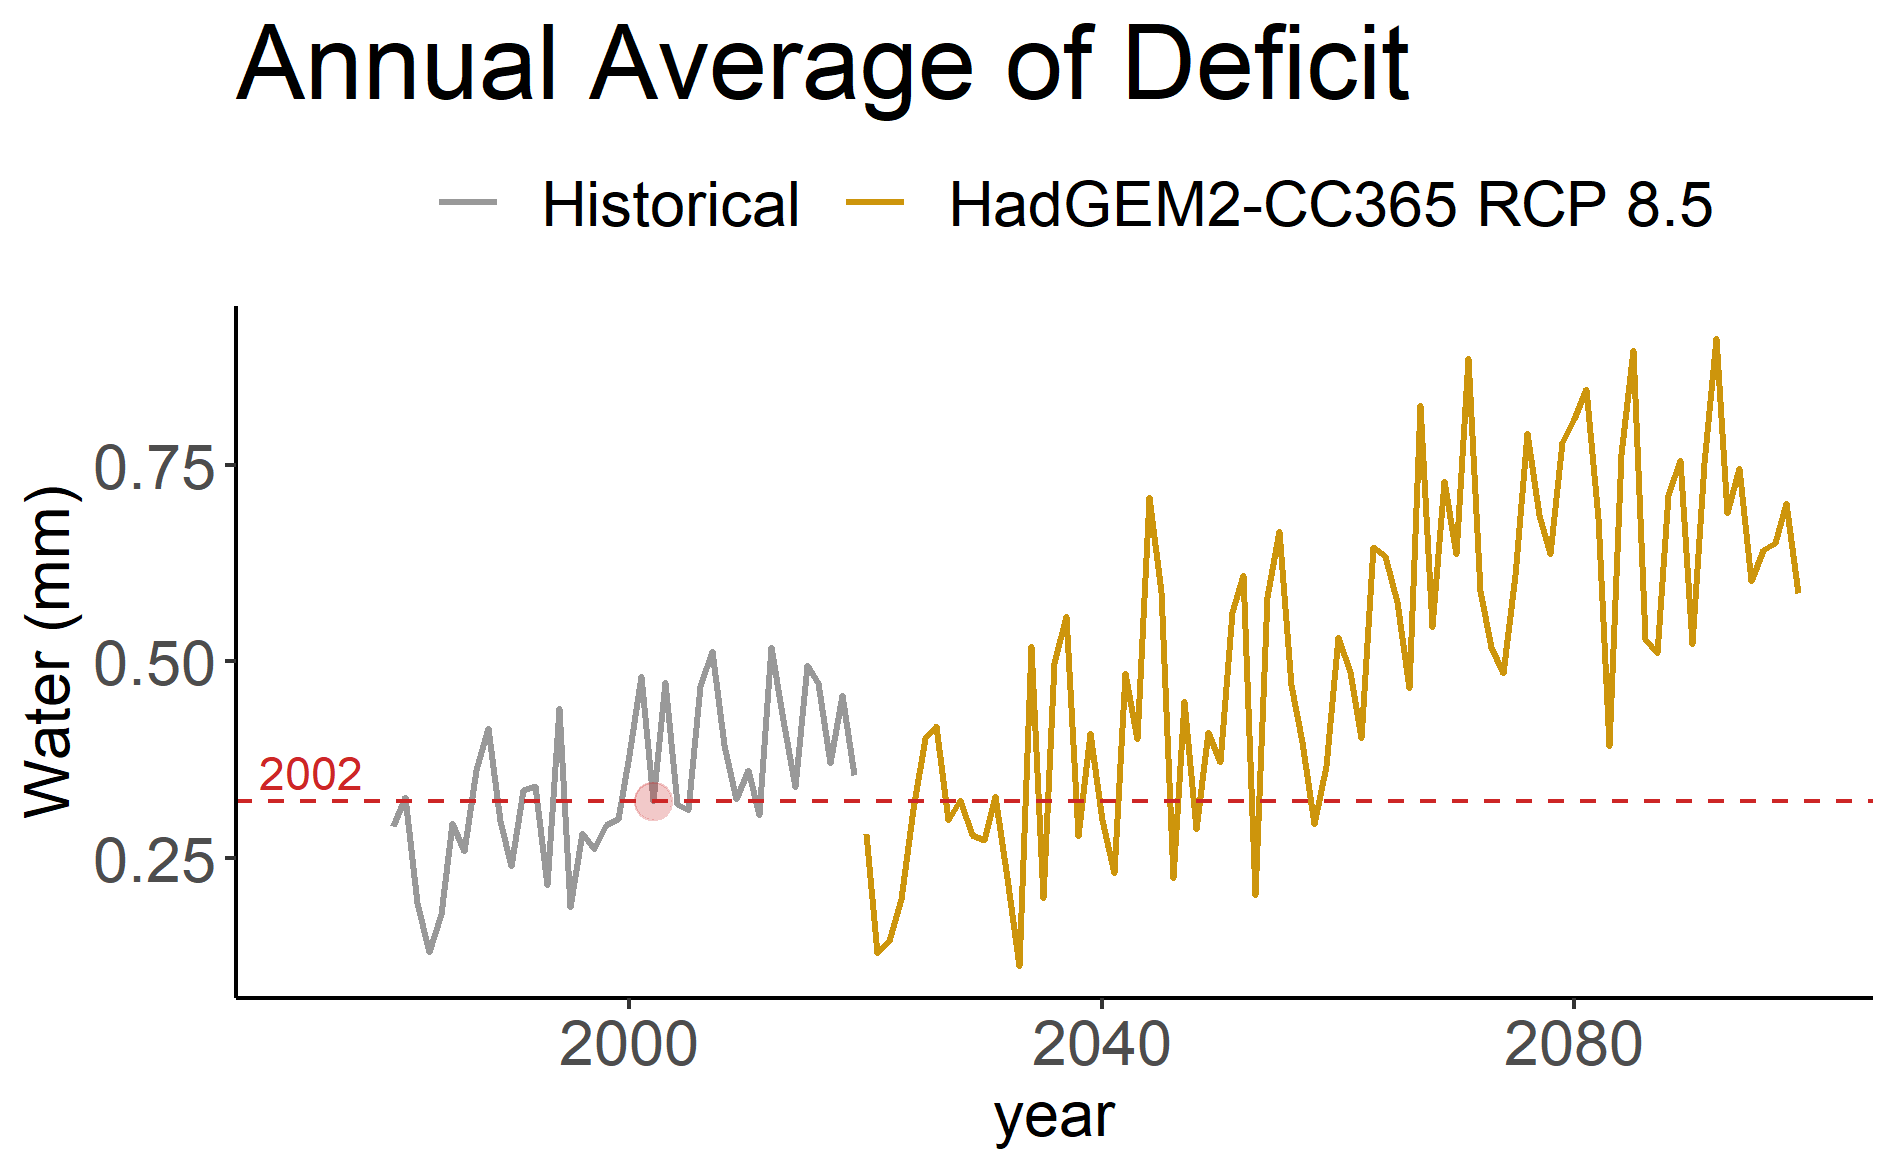 Annual Average of Deficit
Historical HadGEM2-CC365 RCP 8.5
Water (mm)
0.75
0.50
0.25
2002
2000 2040 2080
year